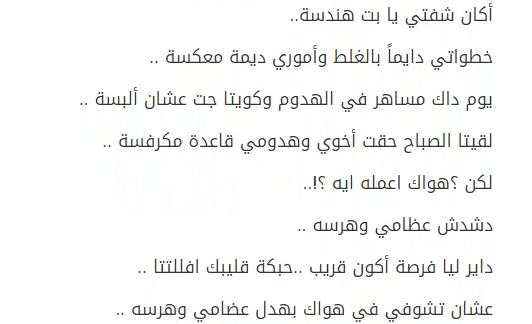 أكان شفتي يا بت هندسة..
خطواتي دايماً بالغلط وأموري ديمة معكسة ..
يوم داك مساهر في الهدوم وكويتا جت عشان ألبسة ..
لقيتا الصباح حقت أخوي وهدومي قاعدة مكرفسة ..
لكن ؟هواك اعمله ايه ؟!..
دشدش عظامي وهرسه ..
داير ليا فرصة أكون قريب ..حبكة قليبك افللتتا ..
عشان تشوفي في هواك بهدل عضامي وهرسه ..